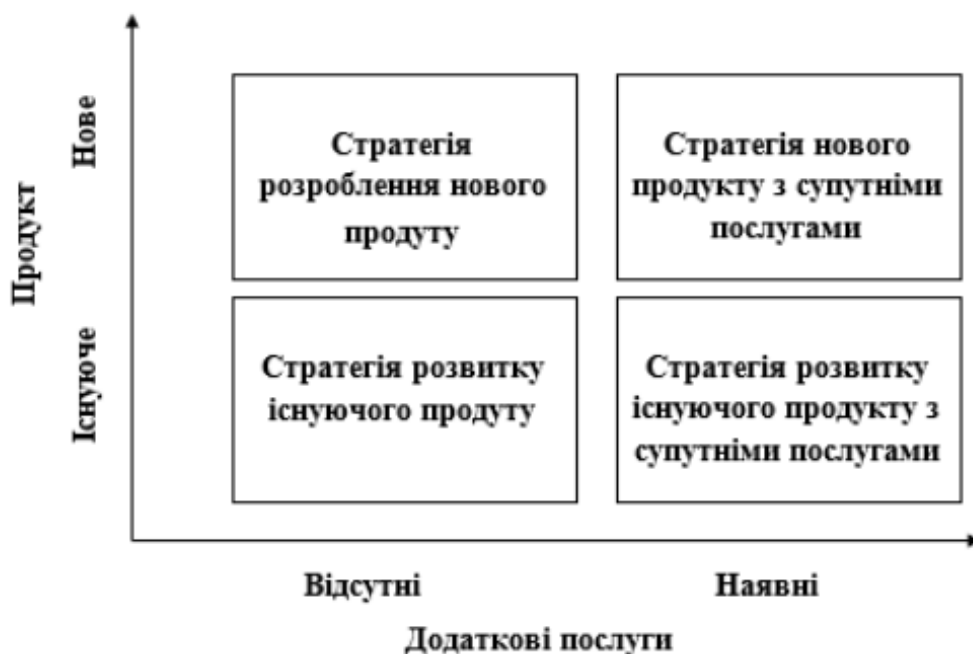 Продукт
Нове
Існуюче
Стратегія
розроблення нового
продуту
Стратегія нового
продукту з супутніми
послугами
Стратегія розвитку
існуючого продуту
Стратегія розвитку
існуючого продукту з
супутніми послугами
Відсутні
Наявні
Додаткові послуги